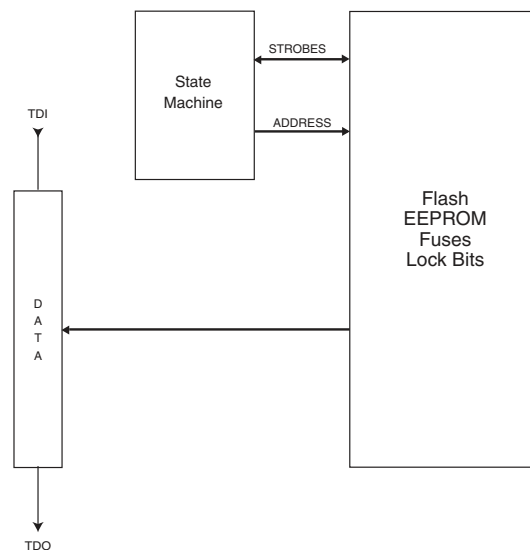 STROBES
State
Machine
ADDRESS
TDI
Flash
EEPROM
Fuses
Lock Bits
D
A
T
A
TDO